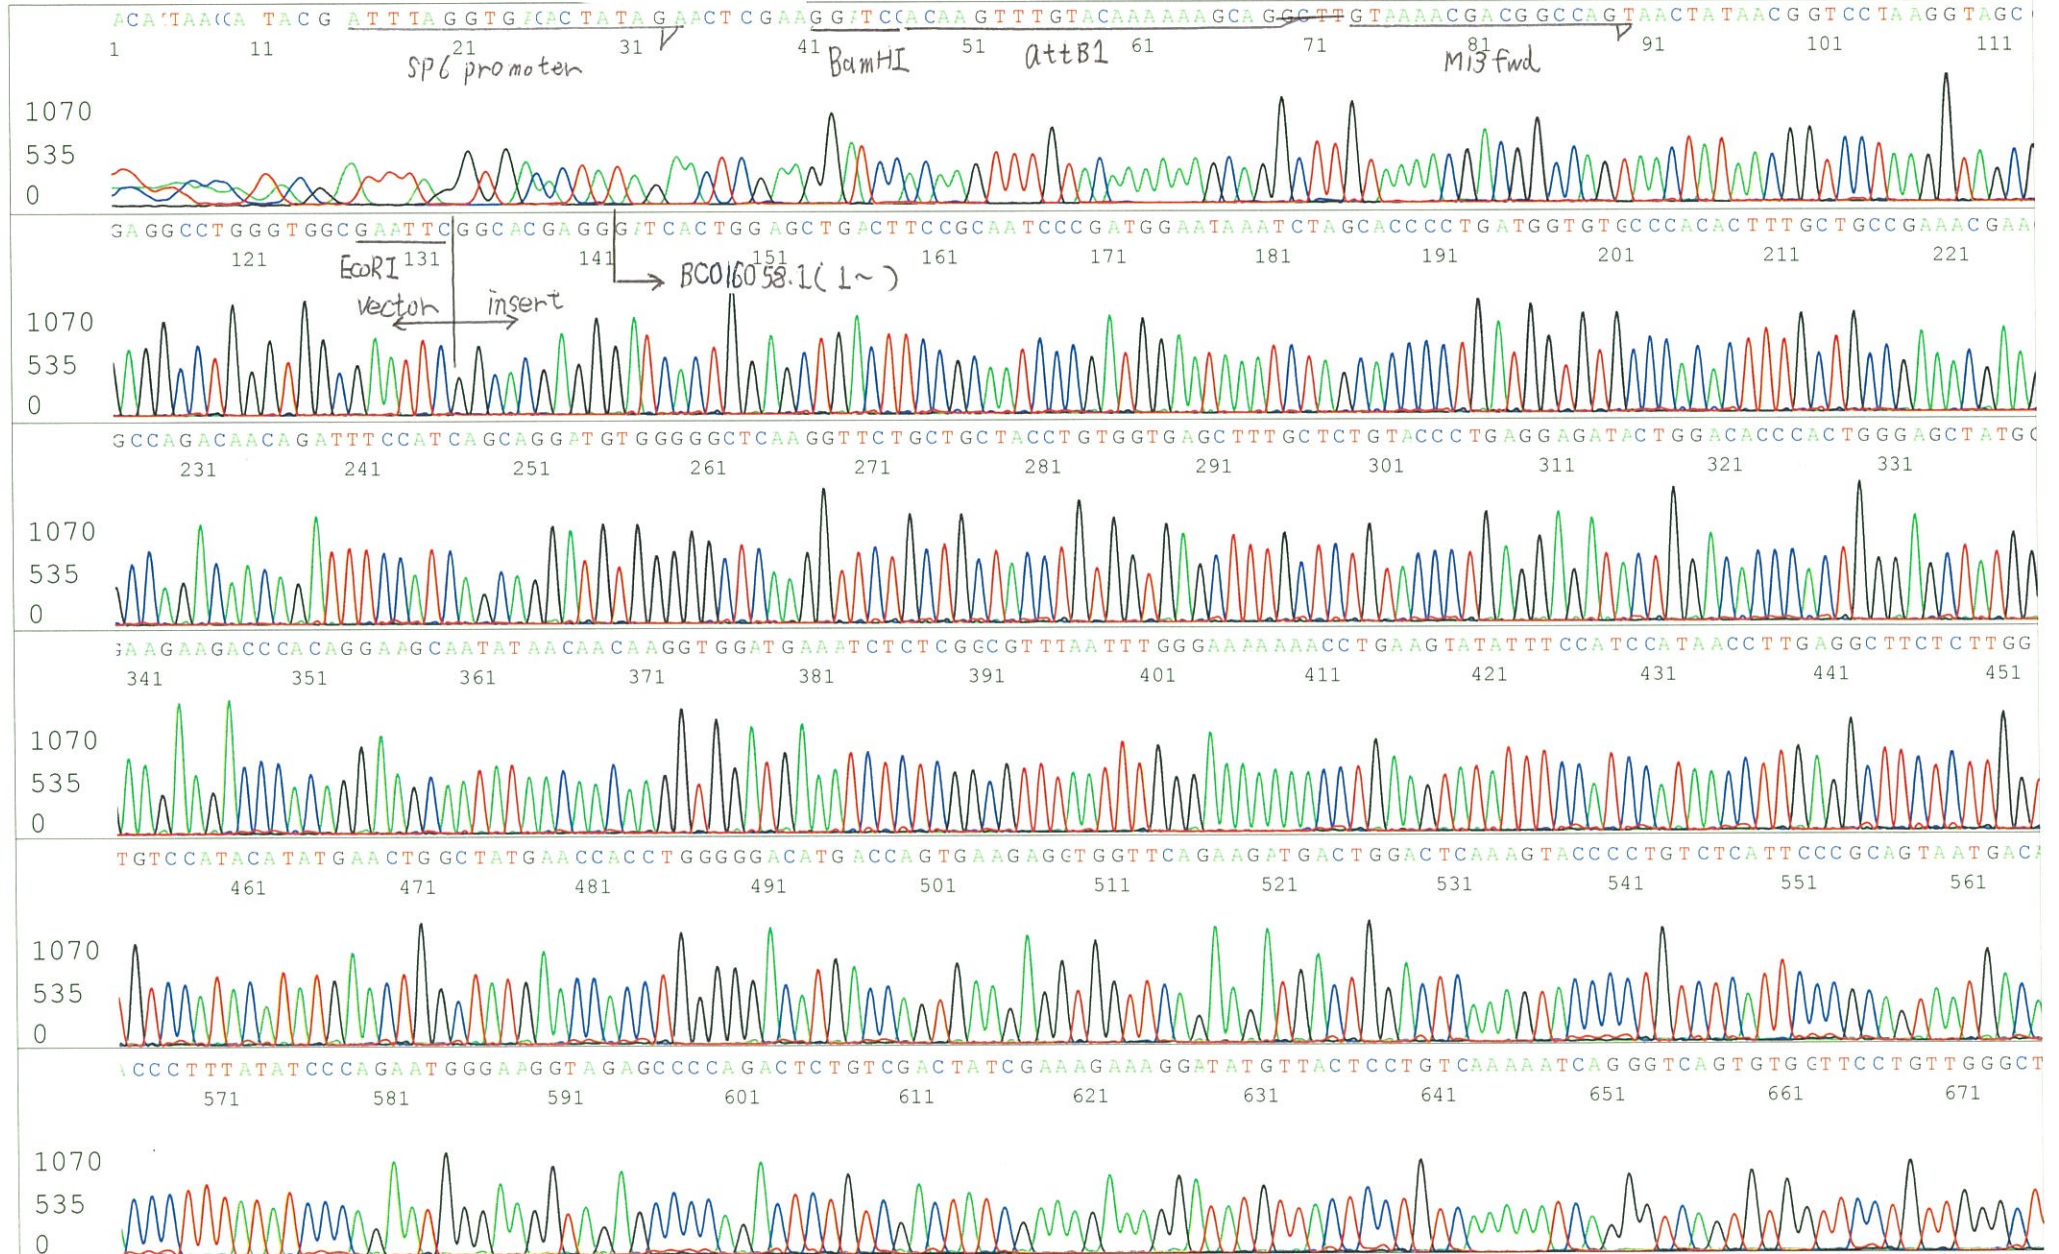 ACA TAACCA TACG ATTTAGGTGACACTATAGAACTCGAAGGATCCACAAGTTTGTACAAAAAAGCAGGCTTGTAAAACGACGGCCAGTAACTATAACGGTCCTAAGGTAGC
1 11 21 31 41 51 61 71 81 91 101 111
SP6 promoter BamHI attB1 M13 fwd
1070
535
0
GAGGCCTGGGTGGCGAATTCGGCACGAGGGATCACTGGAGCTGACTTCCGCAATCCCGATGGAATAAATCTAGCACCCCTGATGGTGTGCCCACACTTTGCTGCCGAAACGAA
121 131 141 151 161 171 181 191 201 211 221
EcoRI BC016058.1 (1~)
vector insert
1070
535
0
GCCAGACAACAGATTTCCATCAGCAGGATGTGGGGGCTCAAGGTTCTGCTGCTACCTGTGGTGAGCTTTGCTCTGTACCCTGAGGAGATACTGGACACCCACTGGGAGCTATGG
231 241 251 261 271 281 291 301 311 321 331
1070
535
0
GAAGAAGACCCACAGGAAGCAATATAACAACAAGGTGGATGAAATCTCTCGGCGTTTAATTTGGGAAAAAAACCTGAAGTATATTTCCATCCATAACCTTGAGGCTTCTCTTGG
341 351 361 371 381 391 401 411 421 431 441 451
1070
535
0
TGTCCATACATATGAACTGGCTATGAACCACCTGGGGGACATGACCAGTGAAGAGGTGGTTCAGAAGATGACTGGACTCAAAGTACCCCTGTCTCATTCCCGCAGTAATGACA
461 471 481 491 501 511 521 531 541 551 561
1070
535
0
ACCCTTTATATCCCAGAATGGGAAGGTAGAGCCCCAGACTCTGTCGACTATCGAAAGAAAGGATATGTTACTCCTGTCAAAAATCAGGGTCAGTGTGGTTCCTGTTGGGCT
571 581 591 601 611 621 631 641 651 661 671
1070
535
0